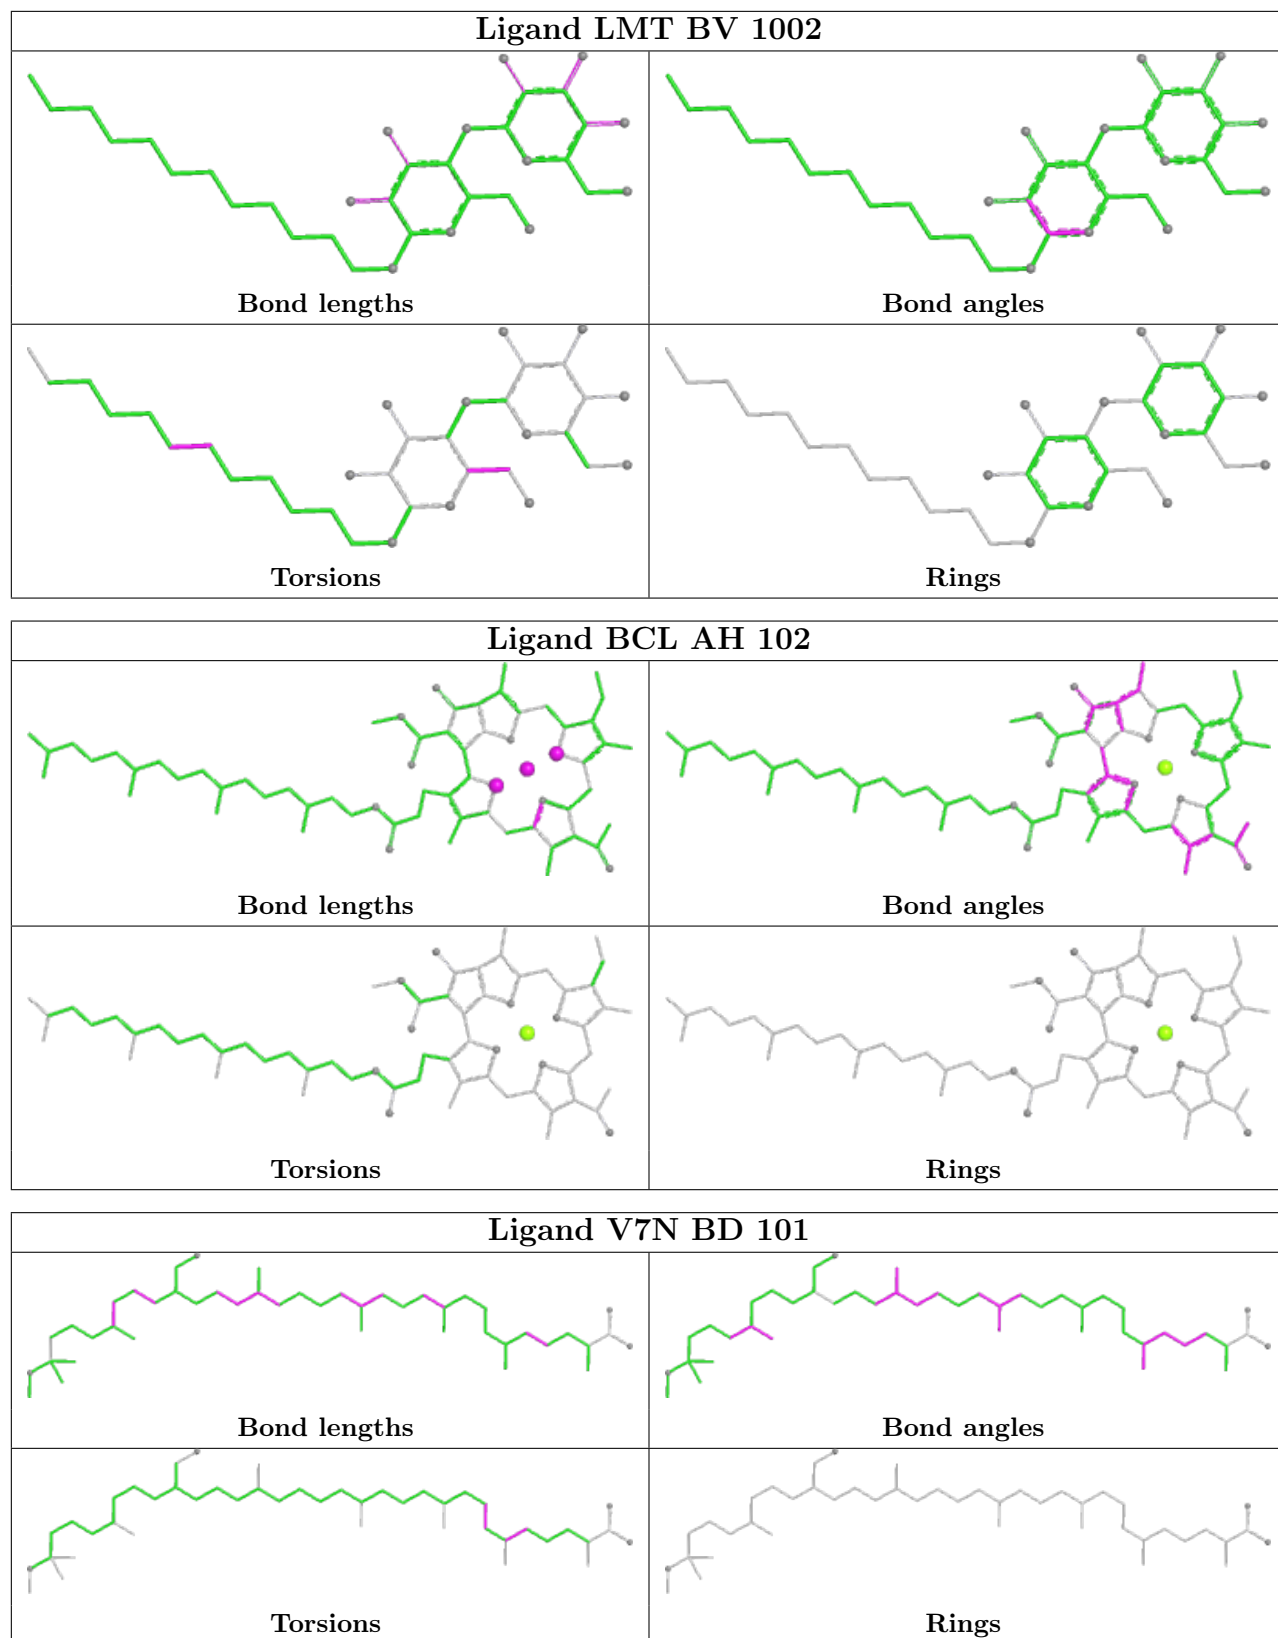 Ligand LMT BV 1002
Bond lengths
Bond angles
Torsions
Rings
Ligand BCL AH 102
Bond lengths
Bond angles
Torsions
Rings
Ligand V7N BD 101
Bond lengths
Bond angles
Torsions
Rings